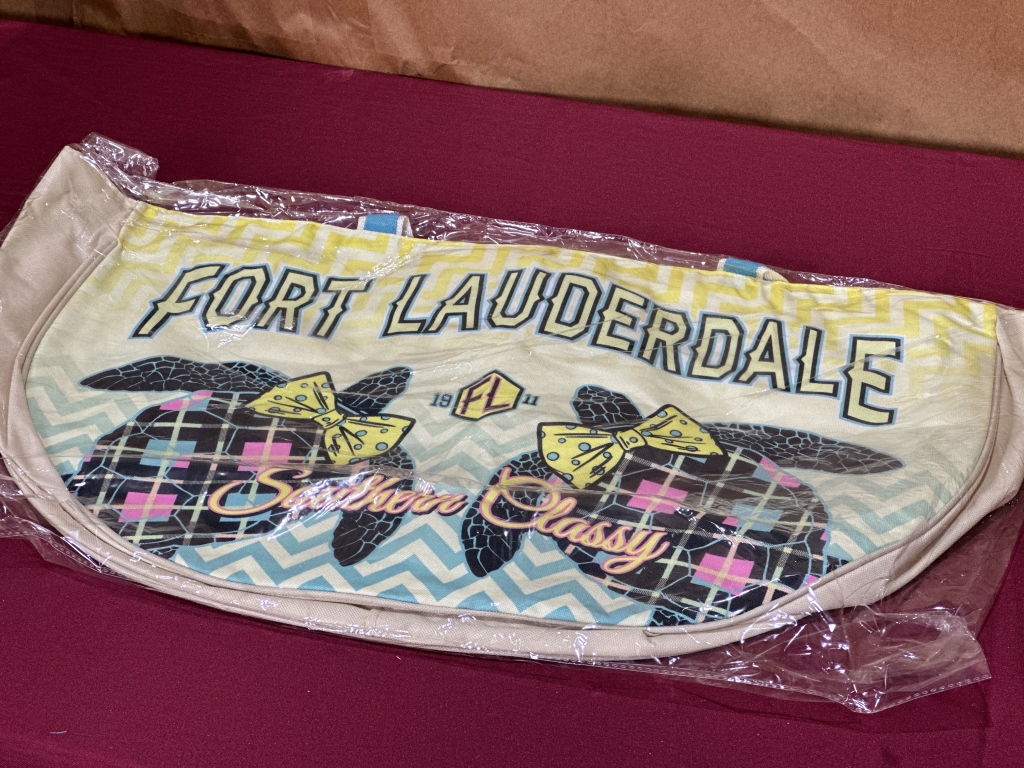 FORT LAUDERDALE
19 FL 11
Southern Classy